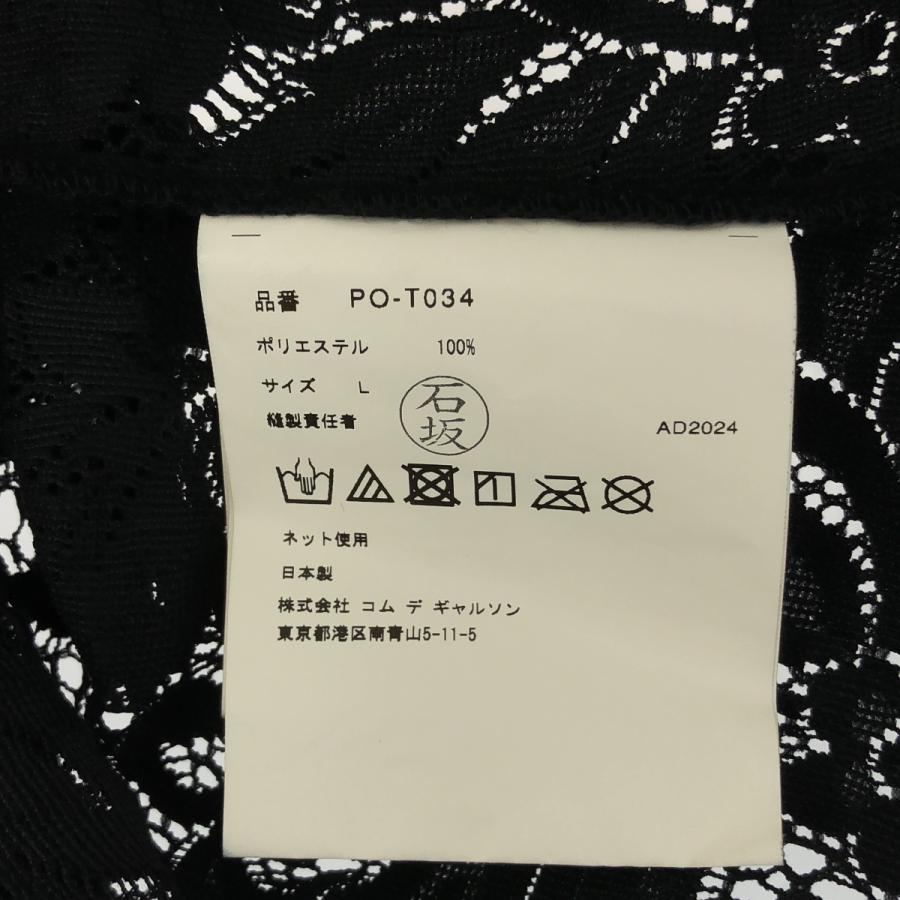 品番 PO-T034
ポリエステル 100%
サイズ L
縫製責任者 石坂
AD2024
ネット使用
日本製
株式会社 コム デ ギャルソン
東京都港区南青山5-11-5